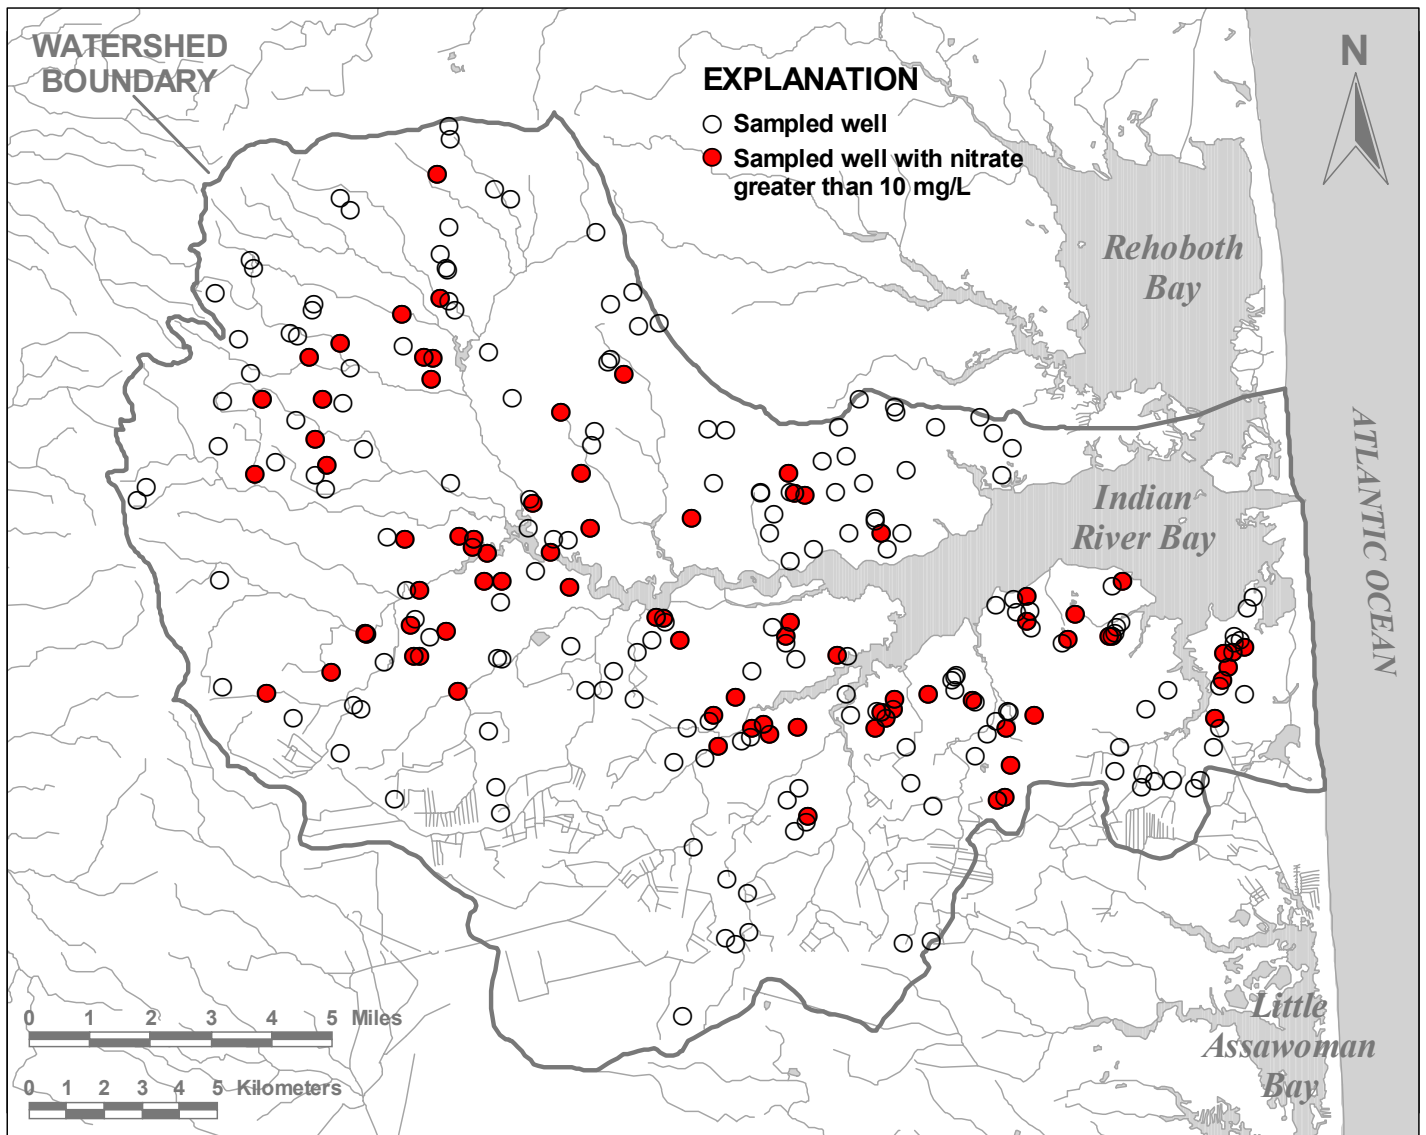 WATERSHED
BOUNDARY
EXPLANATION
Sampled well
Sampled well with nitrate
greater than 10 mg/L
N
Rehoboth
Bay
Indian
River Bay
ATLANTIC OCEAN
Little
Assawoman
Bay
0 1 2 3 4 5 Miles
0 1 2 3 4 5 Kilometers